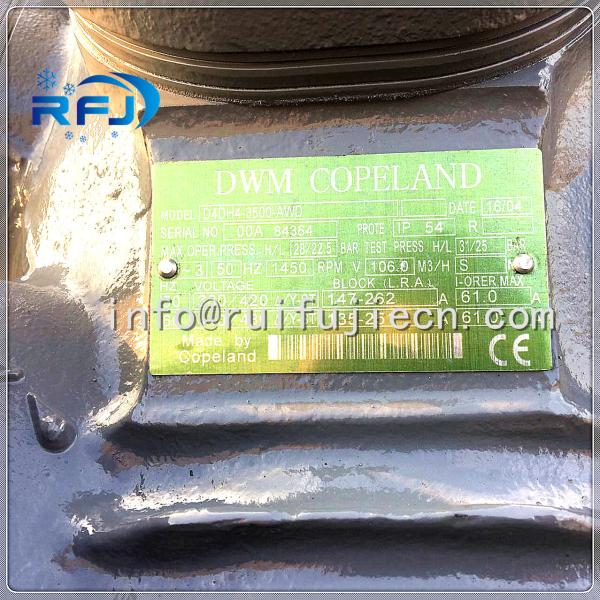 RFJ
DWM COPELAND
MODEL D4DH4-3500-AWD DATE 16/04
SERIAL NO 00A 84364 PROTE IP 54 R
MAX.OPER.PRESS. H/L 28/22.5 BAR TEST PRESS H/L 31/25 BAR
3 50 HZ 1450 RPM V 106.0 M3/H S
HZ VOLTAGE BLOCK (L.R.A.) I-OPER.MAX
/420 147-262 A 61.0 A
info@ruifujitech.com
Made by
Copeland
CE